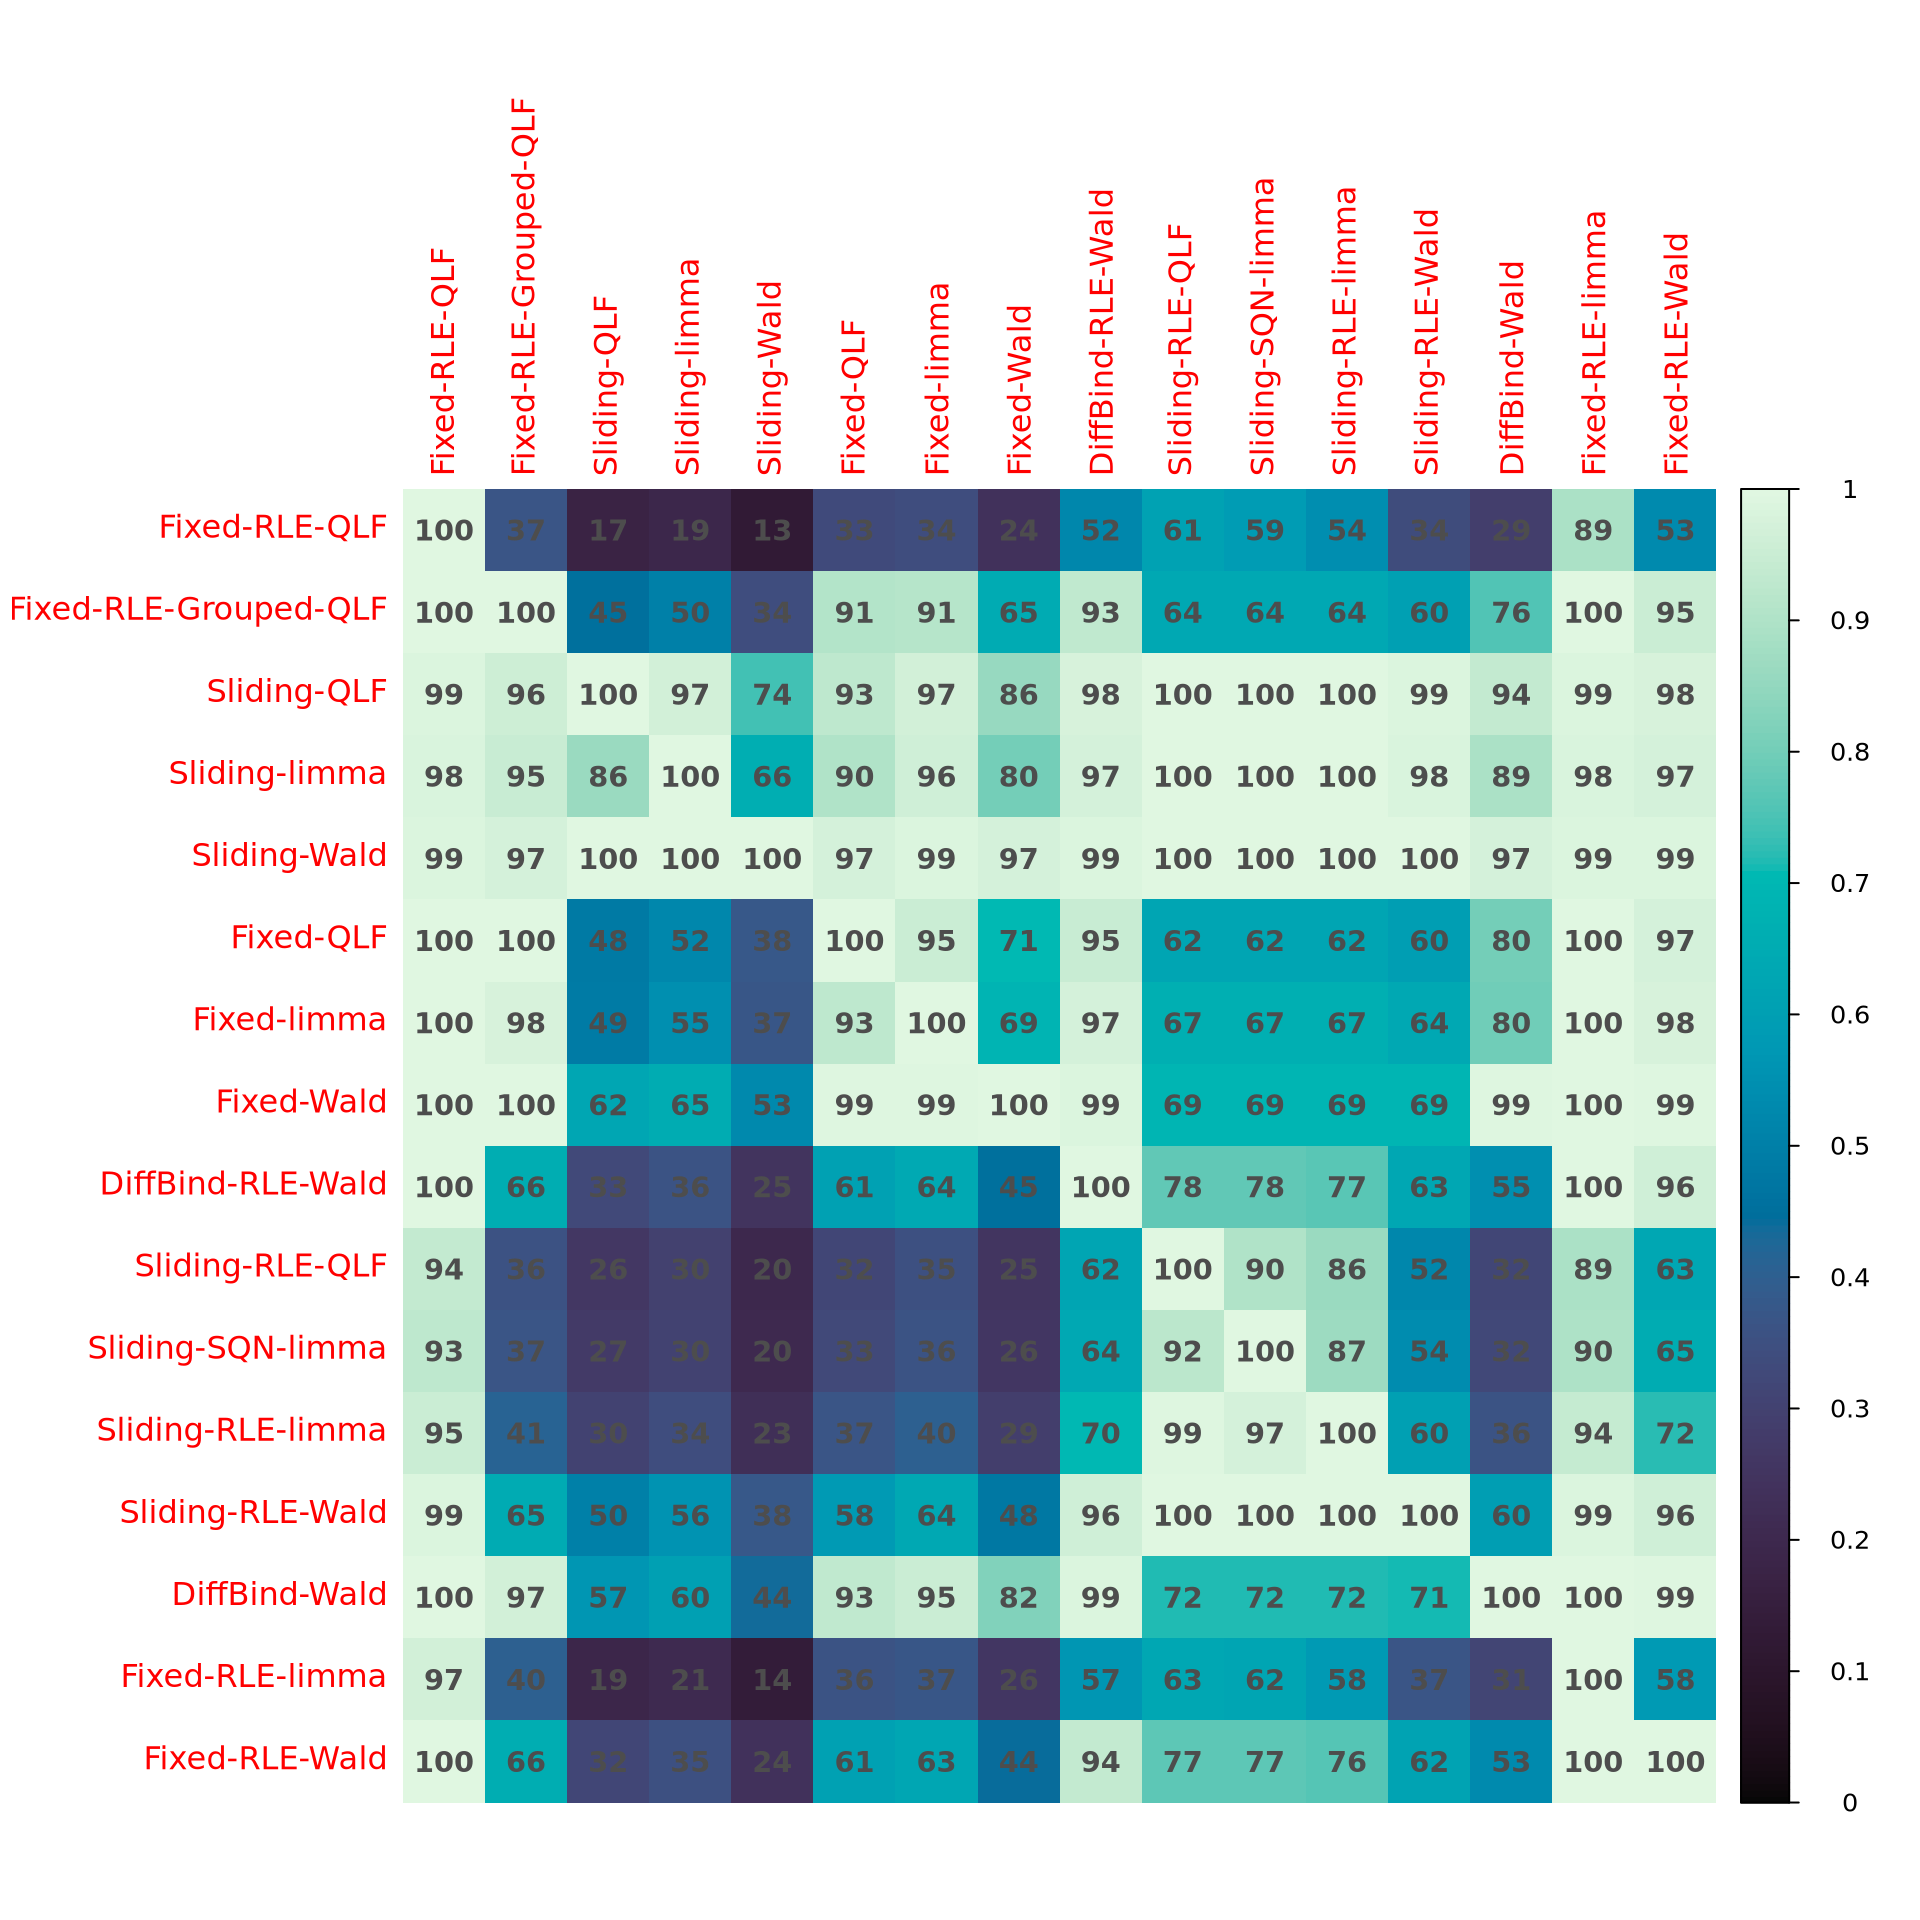 Fixed-RLE-QLF
Fixed-RLE-Grouped-QLF
Sliding-QLF
Sliding-limma
Sliding-Wald
Fixed-QLF
Fixed-limma
Fixed-Wald
DiffBind-RLE-Wald
Sliding-RLE-QLF
Sliding-SQN-limma
Sliding-RLE-limma
Sliding-RLE-Wald
DiffBind-Wald
Fixed-RLE-limma
Fixed-RLE-Wald
Fixed-RLE-QLF 100 37 17 19 13 33 34 24 52 61 59 54 34 29 89 53
Fixed-RLE-Grouped-QLF 100 100 45 50 34 91 91 65 93 64 64 64 60 76 100 95
Sliding-QLF 99 96 100 97 74 93 97 86 98 100 100 100 99 94 99 98
Sliding-limma 98 95 86 100 66 90 96 80 97 100 100 100 98 89 98 97
Sliding-Wald 99 97 100 100 100 97 99 97 99 100 100 100 100 97 99 99
Fixed-QLF 100 100 48 52 38 100 95 71 95 62 62 62 60 80 100 97
Fixed-limma 100 98 49 55 37 93 100 69 97 67 67 67 64 80 100 98
Fixed-Wald 100 100 62 65 53 99 99 100 99 69 69 69 69 99 100 99
DiffBind-RLE-Wald 100 66 33 36 25 61 64 45 100 78 78 77 63 55 100 96
Sliding-RLE-QLF 94 36 26 30 20 32 35 25 62 100 90 86 52 32 89 63
Sliding-SQN-limma 93 37 27 30 20 33 36 26 64 92 100 87 54 32 90 65
Sliding-RLE-limma 95 41 30 34 23 37 40 29 70 99 97 100 60 36 94 72
Sliding-RLE-Wald 99 65 50 56 38 58 64 48 96 100 100 100 100 60 99 96
DiffBind-Wald 100 97 57 60 44 93 95 82 99 72 72 72 71 100 100 99
Fixed-RLE-limma 97 40 19 21 14 36 37 26 57 63 62 58 37 31 100 58
Fixed-RLE-Wald 100 66 32 35 24 61 63 44 94 77 77 76 62 53 100 100
1
0.9
0.8
0.7
0.6
0.5
0.4
0.3
0.2
0.1
0